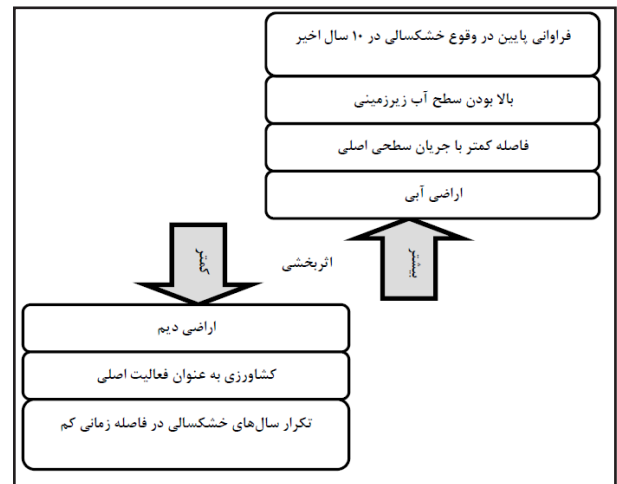 فراوانی پایین در وقوع خشکسالی در ۱۰ سال اخیر
بالا بودن سطح آب زیرزمینی
فاصله کمتر با جریان سطحی اصلی
اراضی آبی
بیشتر
اثربخشی
کمتر
اراضی دیم
کشاورزی به عنوان فعالیت اصلی
تکرار سال‌های خشکسالی در فاصله زمانی کم